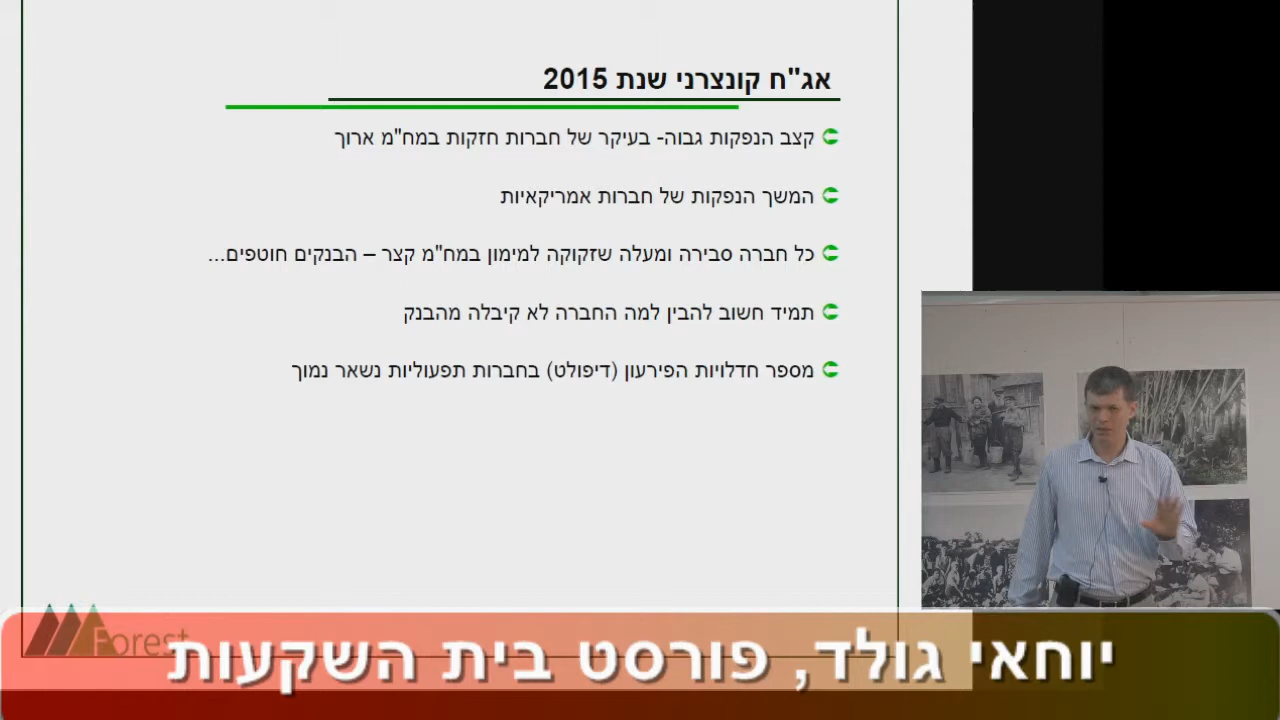 אג"ח קונצרני שנת 2015
קצב הנפקות גבוה- בעיקר של חברות חזקות במח"מ ארוך
המשך הנפקות של חברות אמריקאיות
כל חברה סבירה ומעלה שזקוקה למימון במח"מ קצר – הבנקים חוטפים...
תמיד חשוב להבין למה החברה לא קיבלה מהבנק
מספר חדלויות הפירעון (דיפולט) בחברות תפעוליות נשאר נמוך
Forest
יוחאי גולד, פורסט בית השקעות